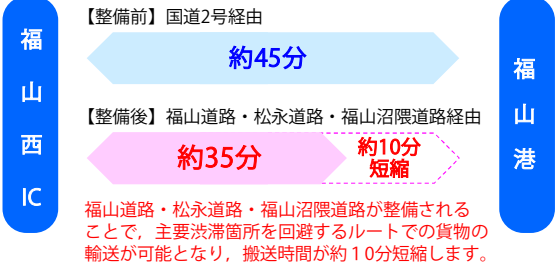 福山西IC
【整備前】国道2号経由
約45分
【整備後】福山道路・松永道路・福山沼隈道路経由
約35分
約10分
短縮
福山港
福山道路・松永道路・福山沼隈道路が整備される
ことで，主要渋滞箇所を回避するルートでの貨物の
輸送が可能となり，搬送時間が約１0分短縮します。